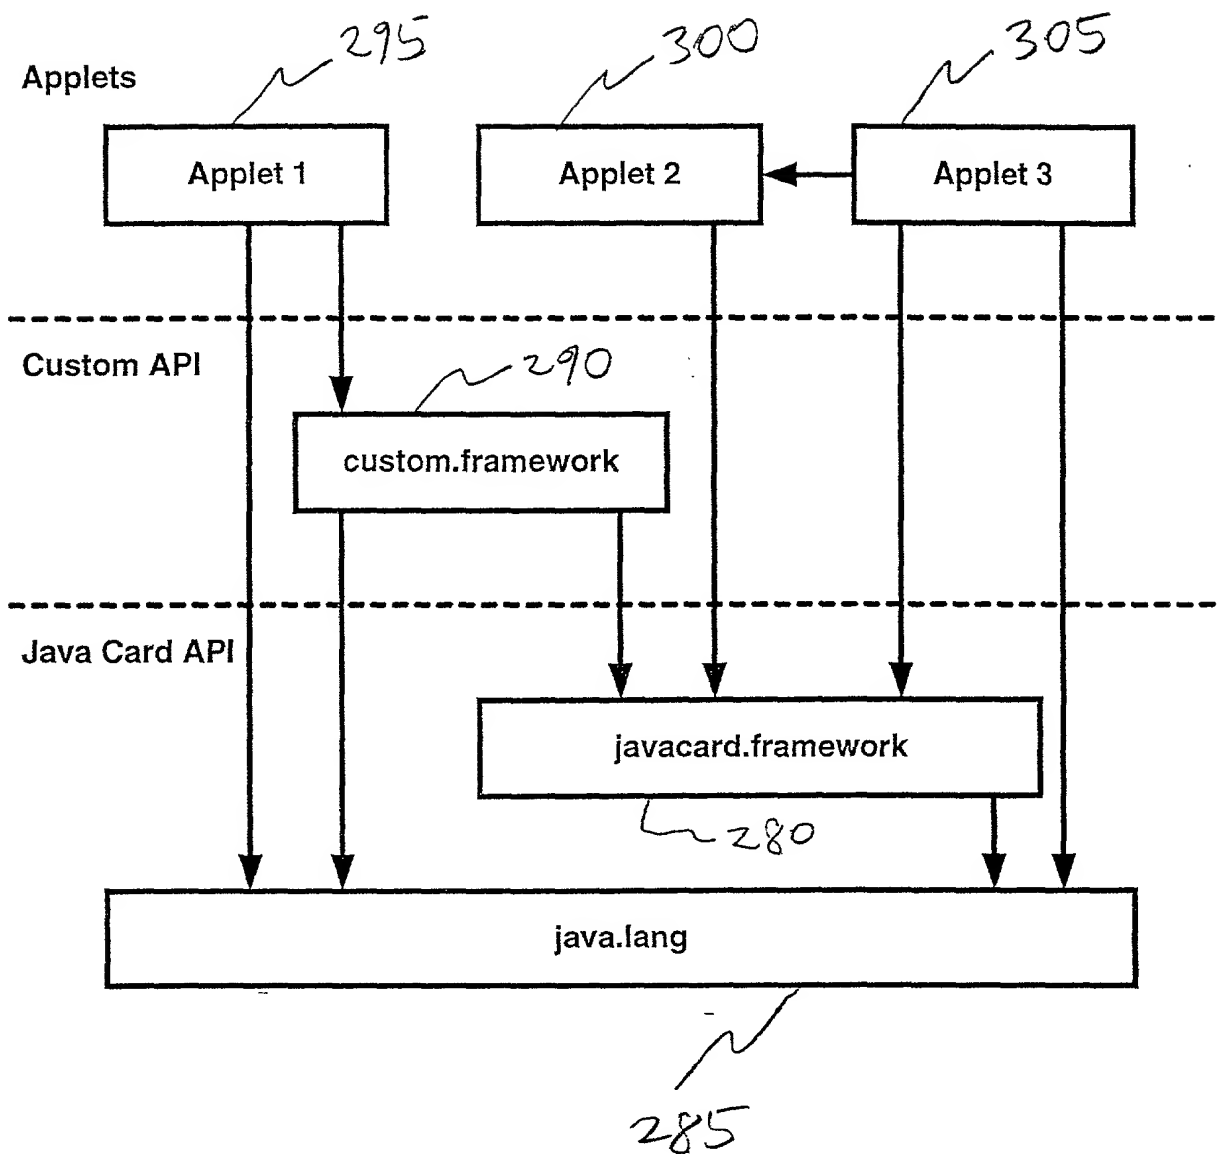 295
300
305
Applets
Applet 1
Applet 2
Applet 3
Custom API
290
custom.framework
Java Card API
javacard.framework
280
java.lang
285